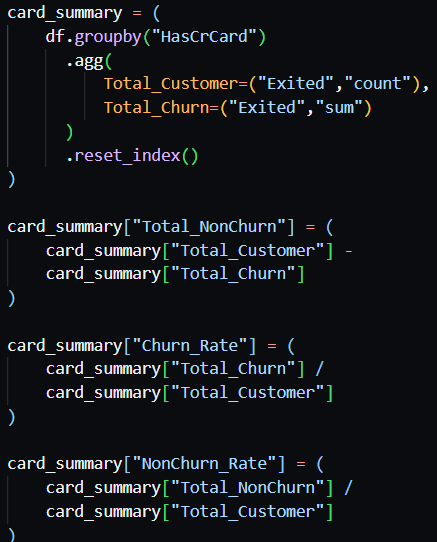 card_summary = (
    df.groupby("HasCrCard")
      .agg(
          Total_Customer=("Exited","count"),
          Total_Churn=("Exited","sum")
      )
      .reset_index()
)

card_summary["Total_NonChurn"] = (
    card_summary["Total_Customer"] -
    card_summary["Total_Churn"]
)

card_summary["Churn_Rate"] = (
    card_summary["Total_Churn"] /
    card_summary["Total_Customer"]
)

card_summary["NonChurn_Rate"] = (
    card_summary["Total_NonChurn"] /
    card_summary["Total_Customer"]
)